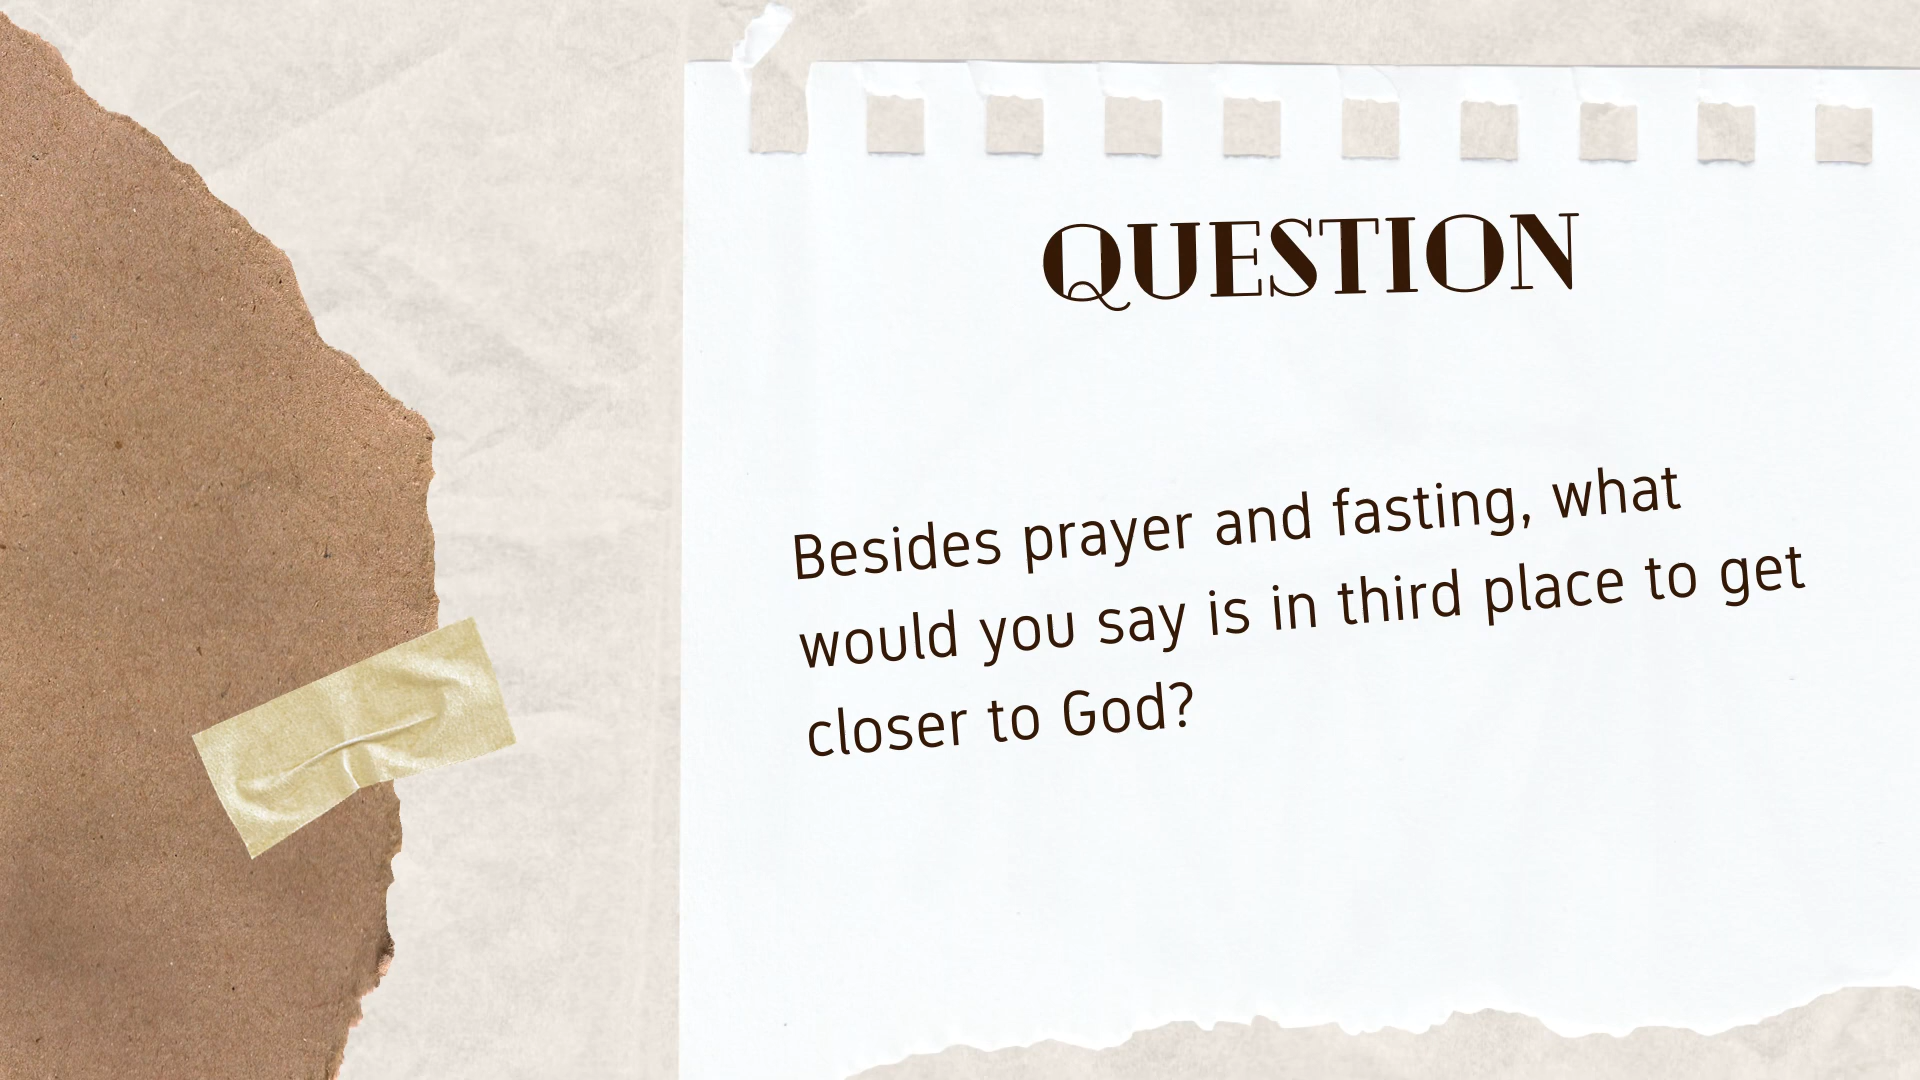 QUESTION
Besides prayer and fasting, what
would you say is in third place to get
closer to God?